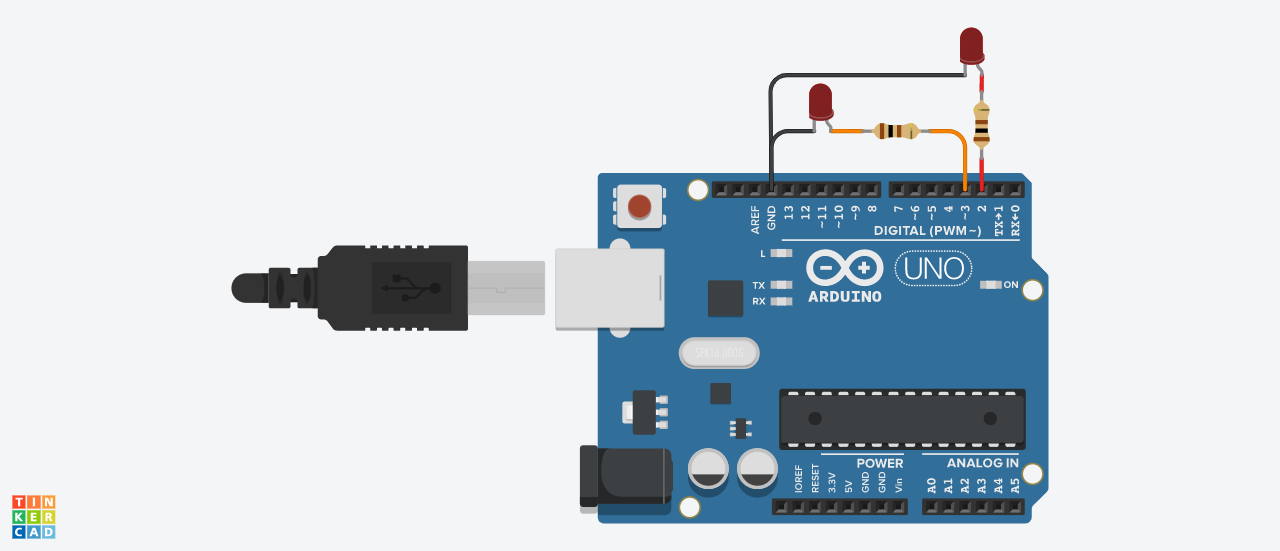 AREF
GND
13
12
~11
~10
~9
8
7
~6
~5
4
~3
2
TX→1
RX←0
DIGITAL (PWM~)
L
TX
RX
UNO
ARDUINO
ON
POWER
ANALOG IN
IOREF
RESET
3.3V
5V
GND
GND
Vin
A0
A1
A2
A3
A4
A5
TIN
KER
CAD